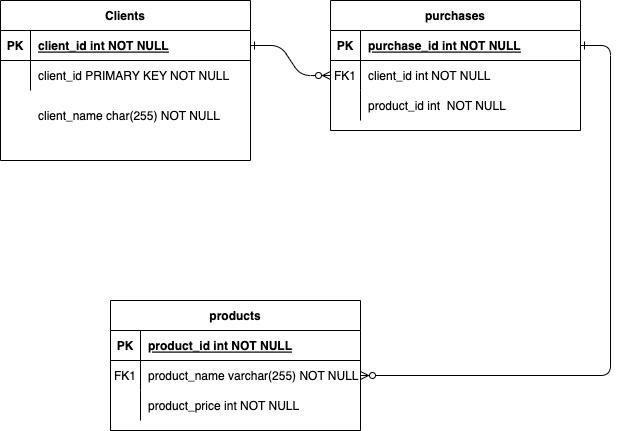 Clients
PK client_id int NOT NULL
client_id PRIMARY KEY NOT NULL
client_name char(255) NOT NULL
purchases
PK purchase_id int NOT NULL
FK1 client_id int NOT NULL
product_id int  NOT NULL
products
PK product_id int NOT NULL
FK1 product_name varchar(255) NOT NULL
product_price int NOT NULL